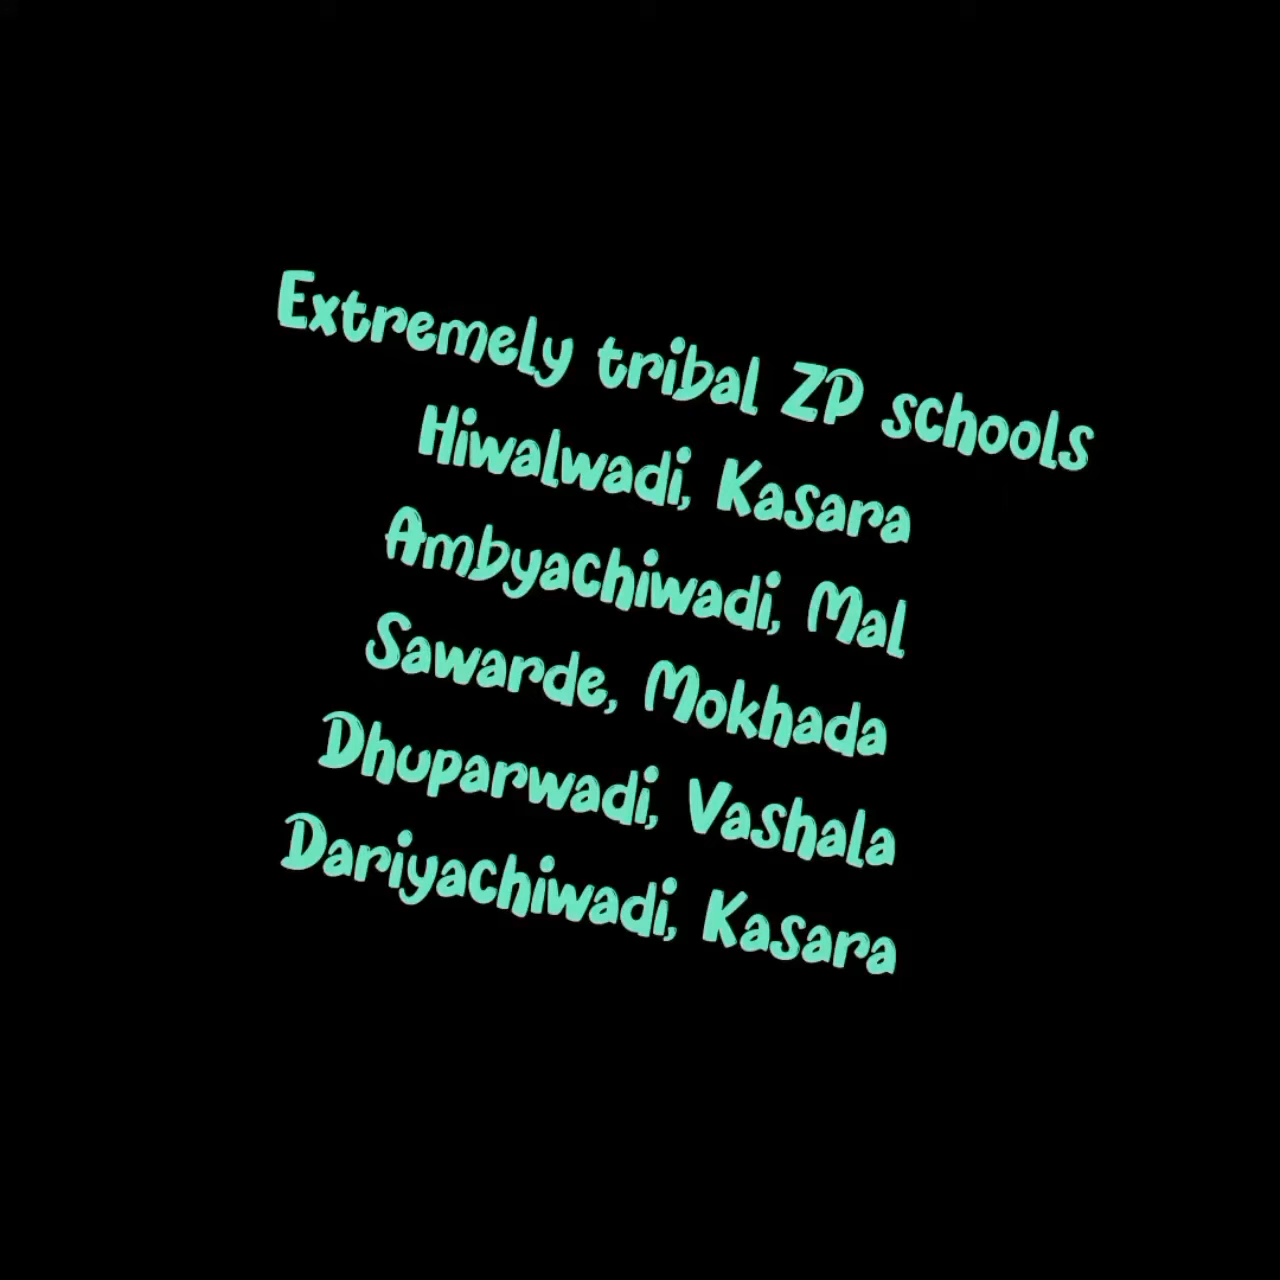 Extremely tribal ZP schools
Hiwalwadi, Kasara
Ambyachiwadi, Mal
Sawarde, Mokhada
Dhuparwadi, Vashala
Dariyachiwadi, Kasara